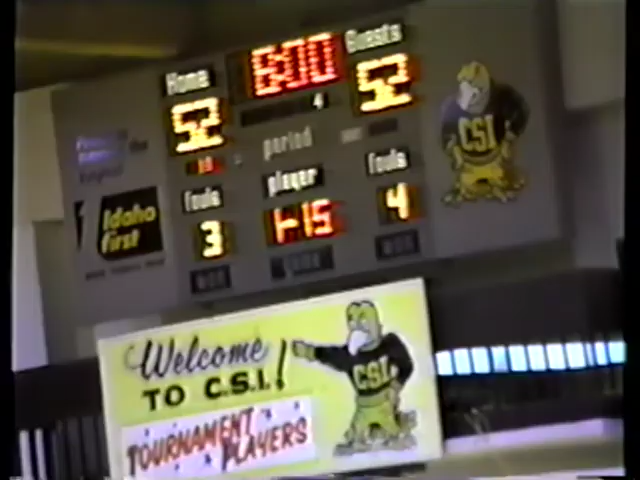 Home
8:00
Guests
52
52
4
period
fouls
player
fouls
3
1-15
4
CSI
Idaho
first
Welcome
TO C.S.I.!
CSI
TOURNAMENT
PLAYERS